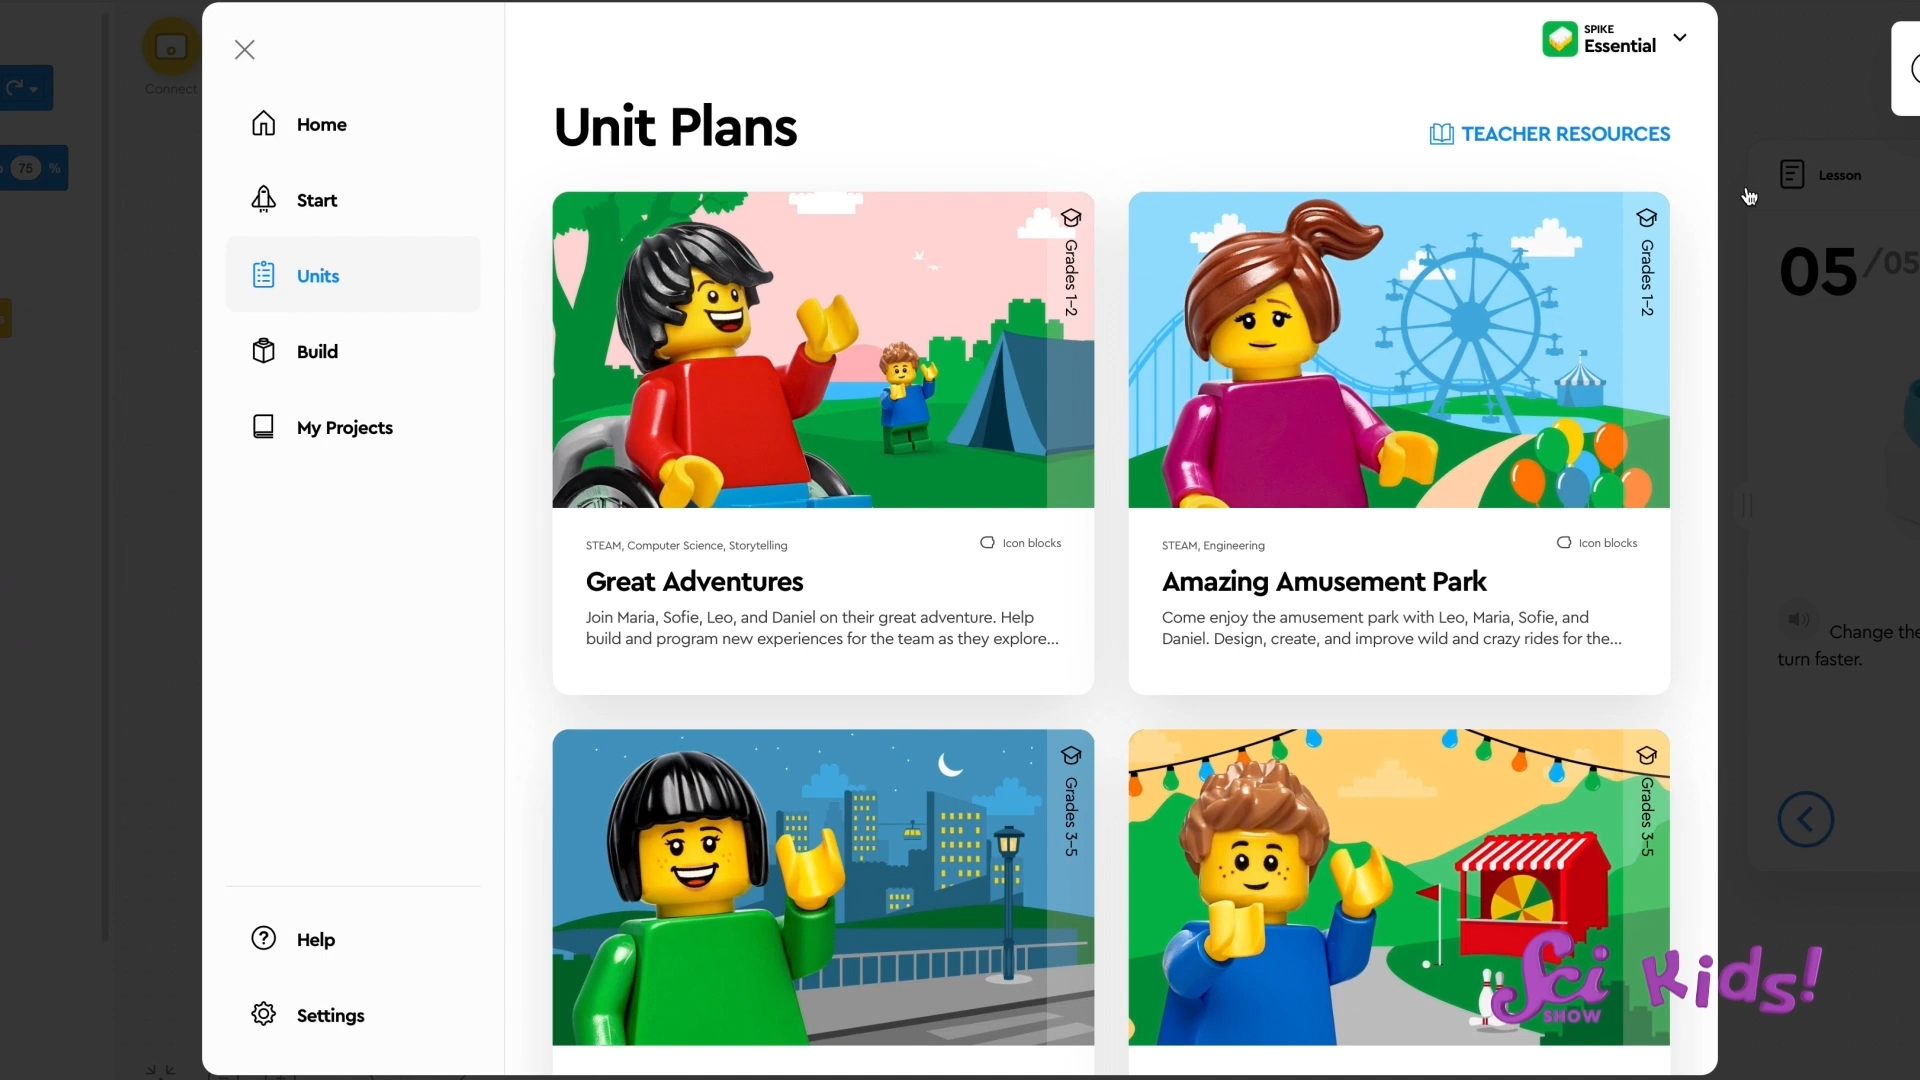 SPIKE
Essential
Connect
Home
Unit Plans
TEACHER RESOURCES
75 %
Start
Lesson
Grades 1–2
Grades 1–2
Units
05/05
Build
My Projects
STEAM, Computer Science, Storytelling
Icon blocks
STEAM, Engineering
Icon blocks
Great Adventures
Amazing Amusement Park
Join Maria, Sofie, Leo, and Daniel on their great adventure. Help
build and program new experiences for the team as they explore...
Come enjoy the amusement park with Leo, Maria, Sofie, and
Daniel. Design, create, and improve wild and crazy rides for the...
Change the
turn faster.
Grades 3–5
Grades 3–5
Help
Settings
Sci Kids!
SHOW